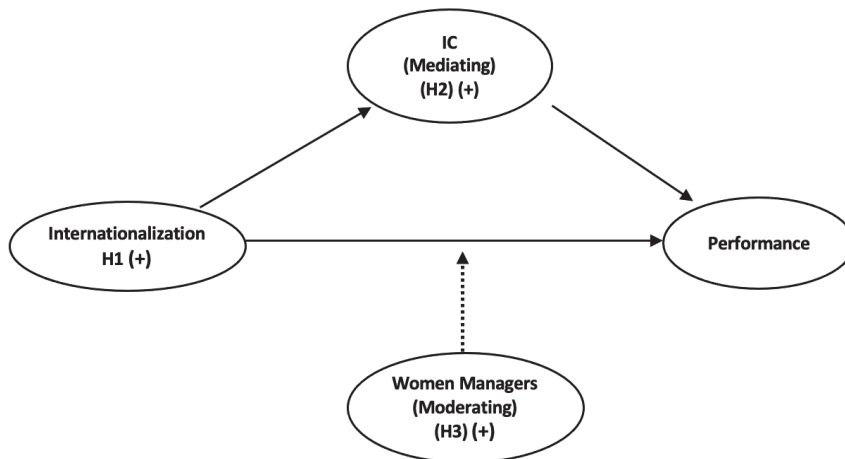 IC
(Mediating)
(H2) (+)
Internationalization
H1 (+)
Performance
Women Managers
(Moderating)
(H3) (+)